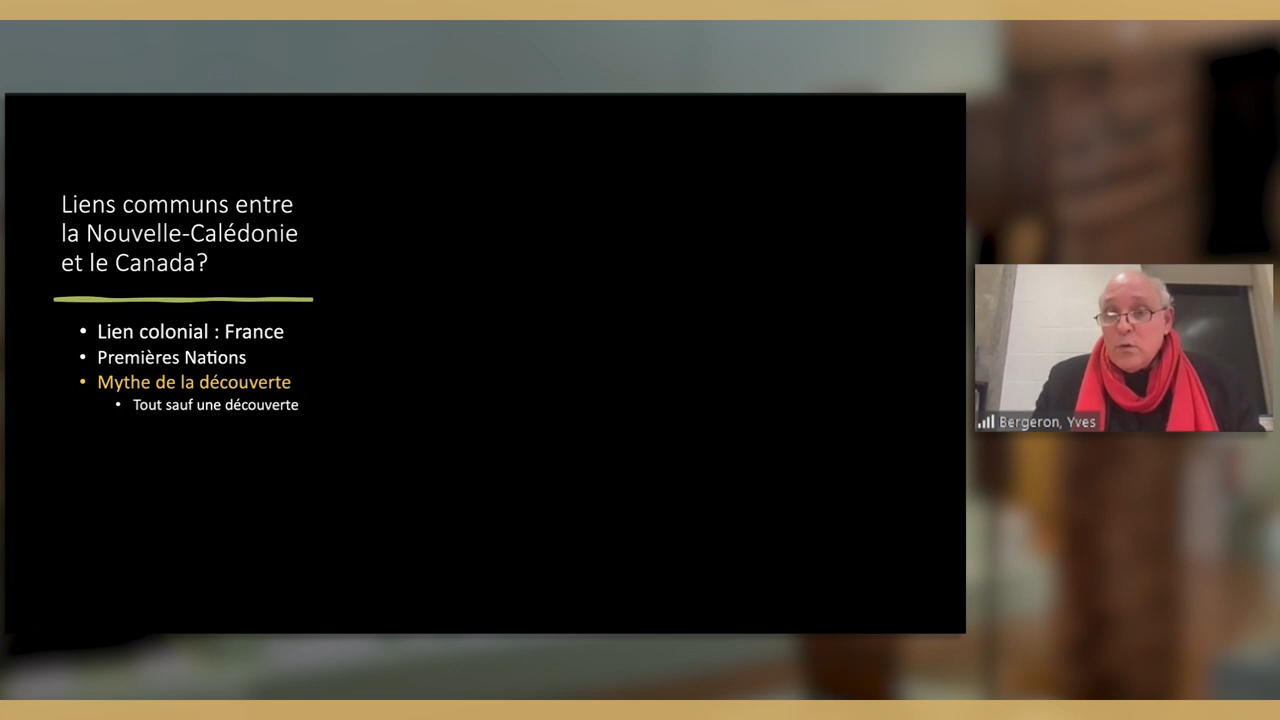 Liens communs entre
la Nouvelle-Calédonie
et le Canada?
• Lien colonial : France
• Premières Nations
• Mythe de la découverte
• Tout sauf une découverte
Bergeron, Yves